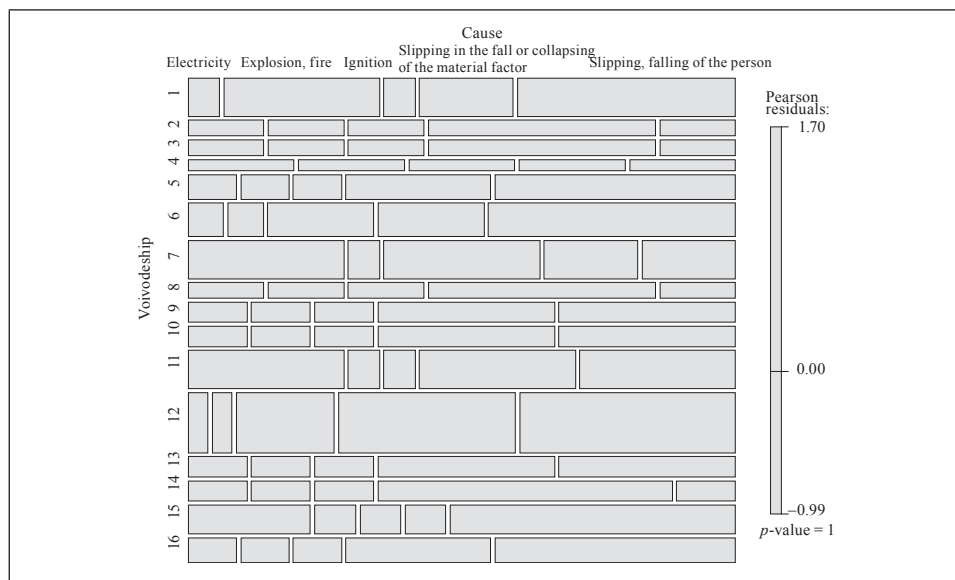 Cause
Electricity Explosion, fire Ignition Slipping in the fall or collapsing
of the material factor Slipping, falling of the person
Voivodeship
1
2
3
4
5
6
7
8
9
10
11
12
13
14
15
16
Pearson
residuals:
1.70
0.00
−0.99
p-value = 1